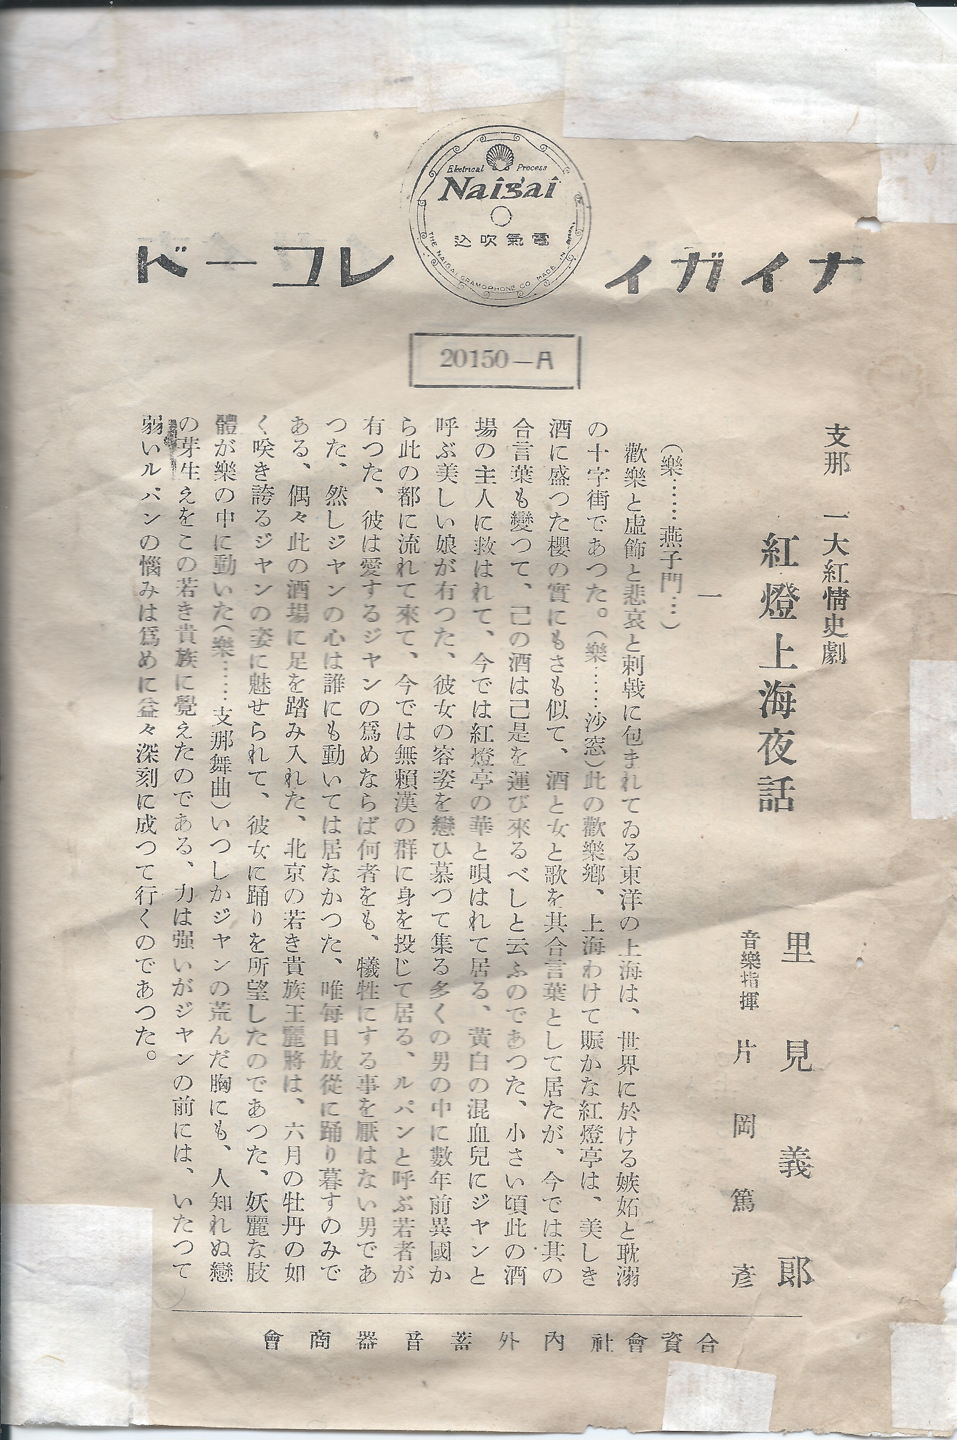 Electrical Process
Naigai
電氣吹込
THE NAIGAI GRAMOPHONE CO MADE IN
ナイガイ レコード
20150-A
支那 一大紅情史劇
紅燈上海夜話
里見義郎
音樂指揮 片岡篤彥
一
(樂……燕子門…)
歡樂と虛飾と悲哀と刺戟に包まれてゐる東洋の上海は、世界に於ける嫉妬と耽溺
の十字街であつた。(樂……沙窓)此の歡樂鄕、上海わけて賑かな紅燈亭は、美しき
酒に盛つた櫻の實にもさも似て、酒と女と歌を其合言葉として居たが、今では其の
合言葉も變つて、己の酒は己是を運び來るべしと云ふのであつた、小さい頃此の酒
場の主人に救はれて、今では紅燈亭の華と唄はれて居る、黃白の混血兒にジヤンと
呼ぶ美しい娘が有つた、彼女の容姿を戀ひ慕つて集る多くの男の中に數年前異國か
ら此の都に流れて來て、今では無賴漢の群に身を投じて居る、ルパンと呼ぶ若者が
有つた、彼は愛するジヤンの爲めならば何者をも、犧牲にする事を厭はない男であ
つた、然しジヤンの心は誰にも動いては居なかつた、唯每日放從に踊り暮すのみで
ある、偶々此の酒場に足を踏み入れた、北京の若き貴族王麗將は、六月の牡丹の如
く咲き誇るジヤンの姿に魅せられて、彼女に踊りを所望したのであつた、妖麗な肢
體が樂の中に動いた(樂……支那舞曲)いつしかジヤンの荒んだ胸にも、人知れぬ戀
の芽生えをこの若き貴族に覺えたのである、力は强いがジヤンの前には、いたつて
弱いルパンの惱みは爲めに益々深刻に成つて行くのであつた。
合資會社內外蓄音器商會